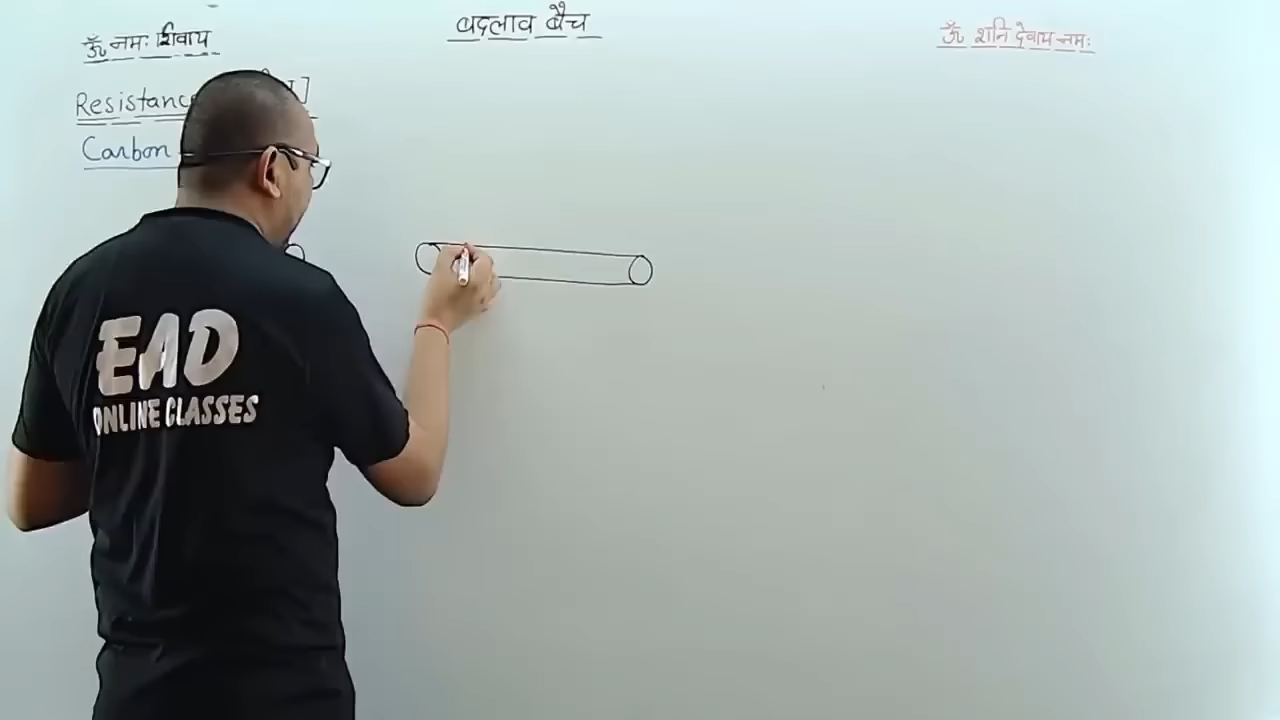 ॐ नमः शिवाय
बदलाव बैच
ॐ शनि देवाय नमः
Resistance
Carbon
EAD
ONLINE CLASSES